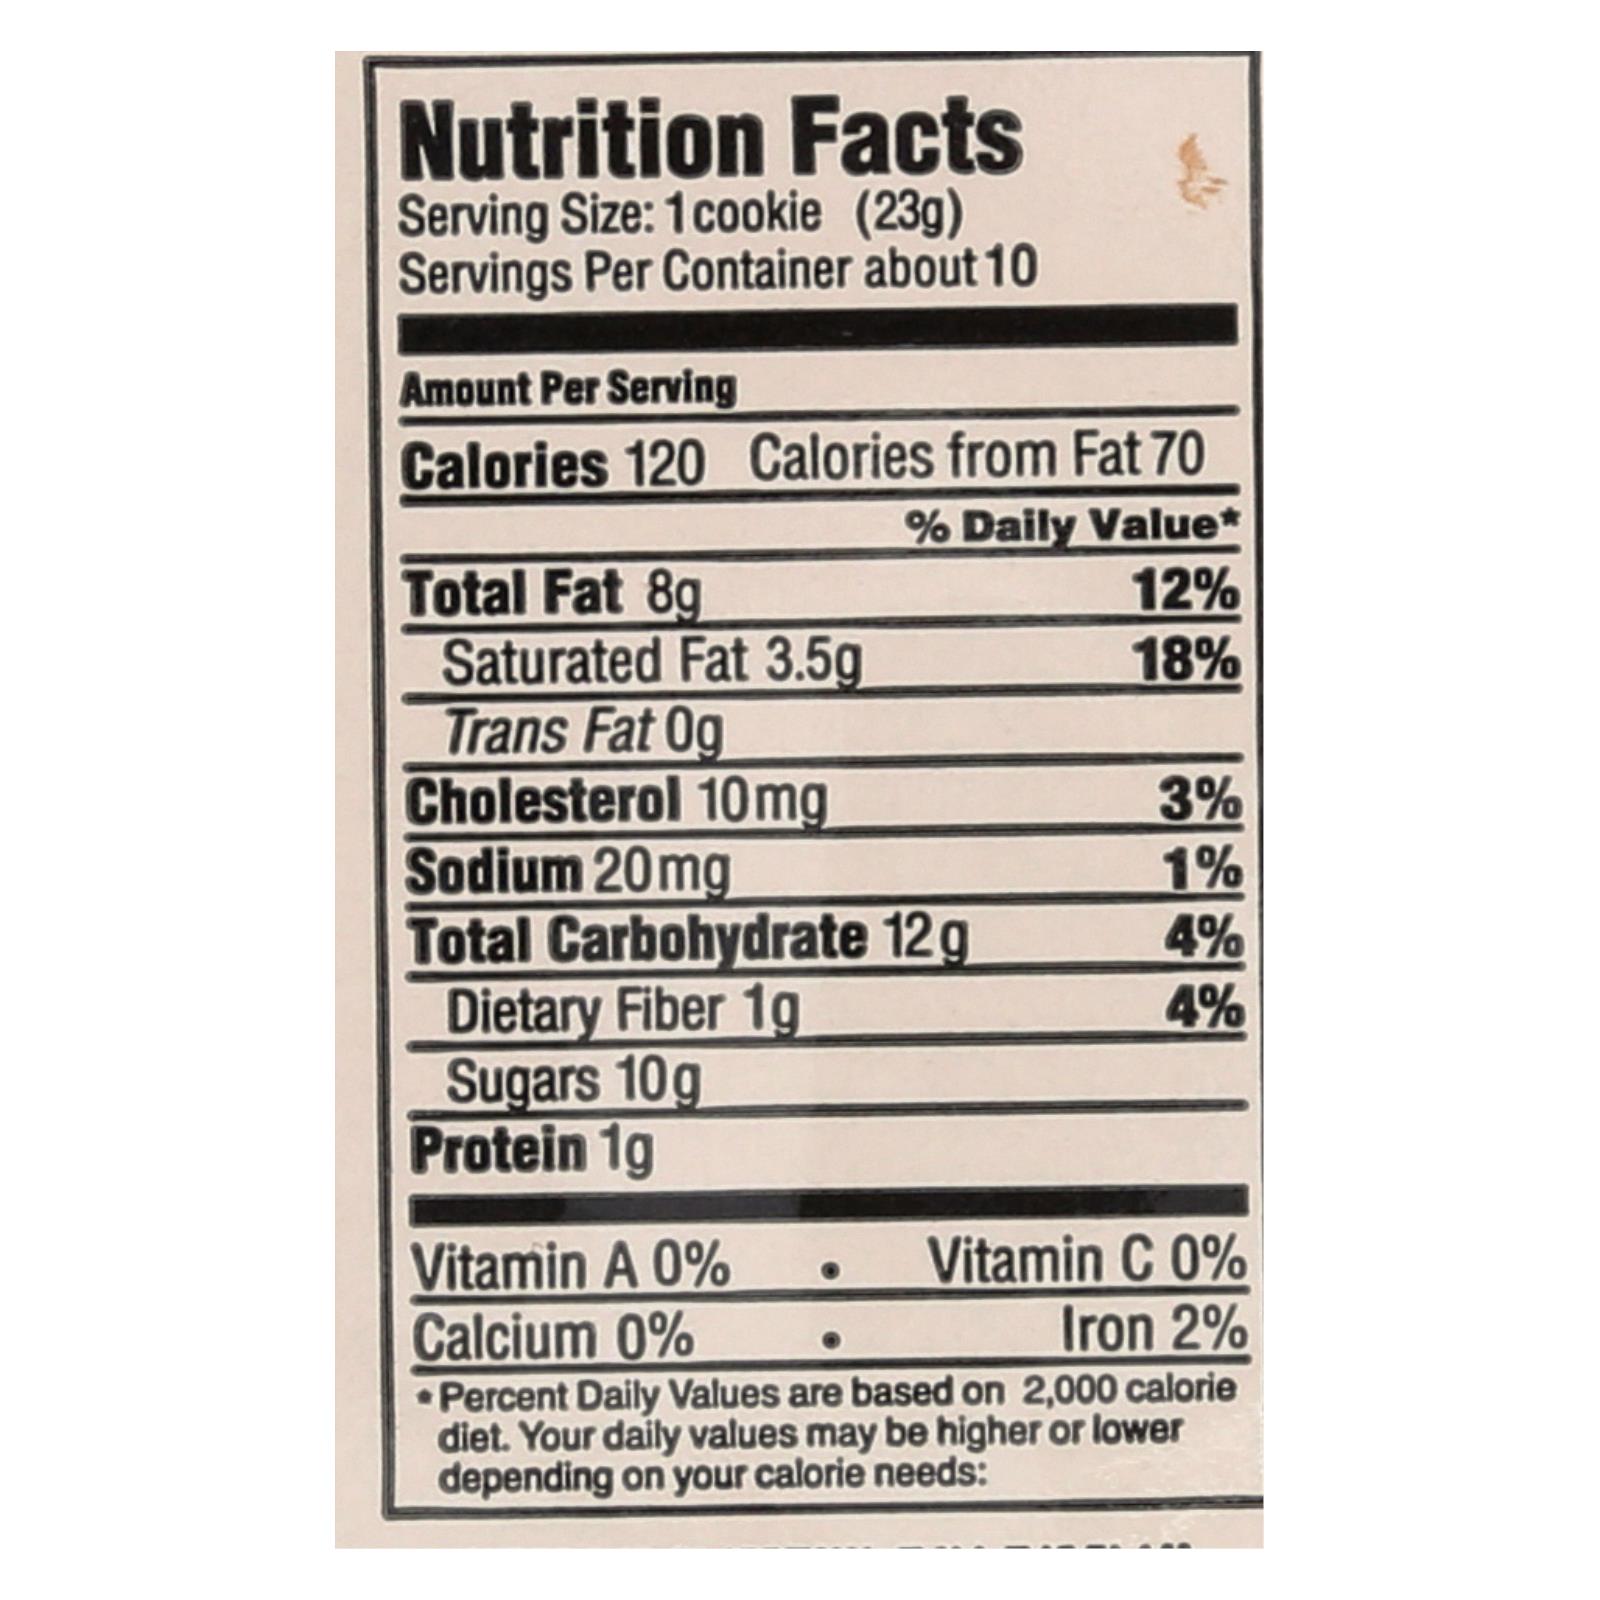 Nutrition Facts
Serving Size: 1 cookie (23g)
Servings Per Container about 10
Amount Per Serving
Calories 120 Calories from Fat 70
% Daily Value*
Total Fat 8g 12%
Saturated Fat 3.5g 18%
Trans Fat 0g
Cholesterol 10mg 3%
Sodium 20mg 1%
Total Carbohydrate 12g 4%
Dietary Fiber 1g 4%
Sugars 10g
Protein 1g
Vitamin A 0% • Vitamin C 0%
Calcium 0% • Iron 2%
* Percent Daily Values are based on 2,000 calorie
diet. Your daily values may be higher or lower
depending on your calorie needs: